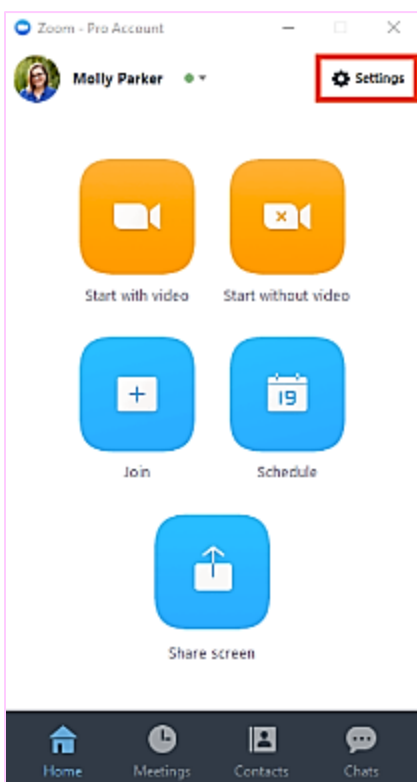 Zoom - Pro Account
Molly Parker
Settings
Start with video
Start without video
Join
19
Schedule
Share screen
Home
Meetings
Contacts
Chats